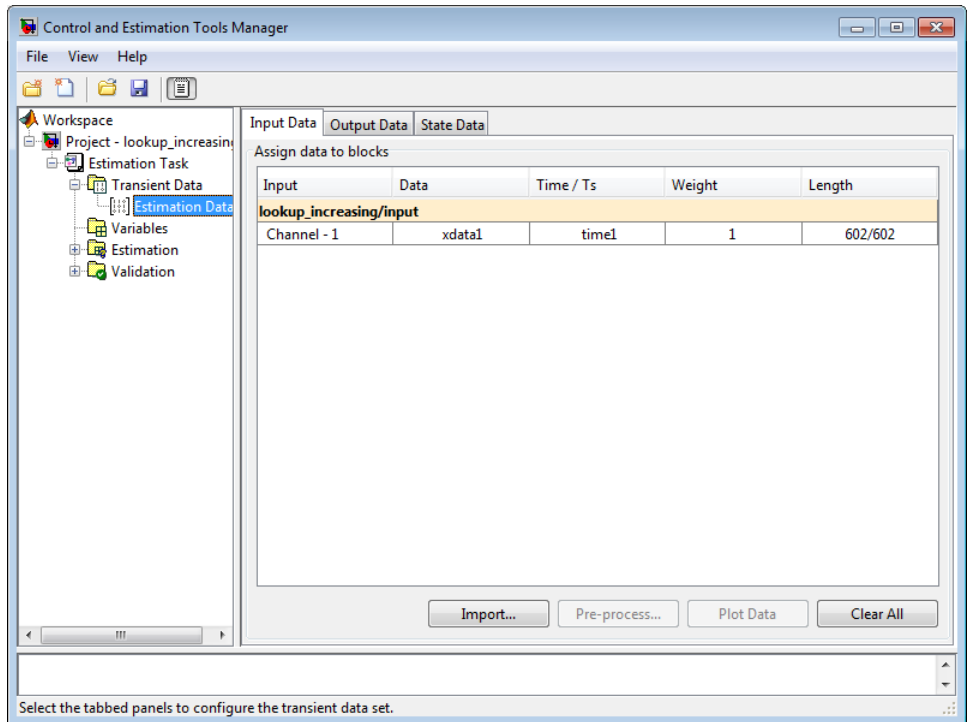 Control and Estimation Tools Manager
File View Help
Workspace
Project - lookup_increasing
Estimation Task
Transient Data
Estimation Data
Variables
Estimation
Validation
Input Data Output Data State Data
Assign data to blocks
Input Data Time / Ts Weight Length
lookup_increasing/input
Channel - 1 xdata1 time1 1 602/602
Import... Pre-process... Plot Data Clear All
Select the tabbed panels to configure the transient data set.